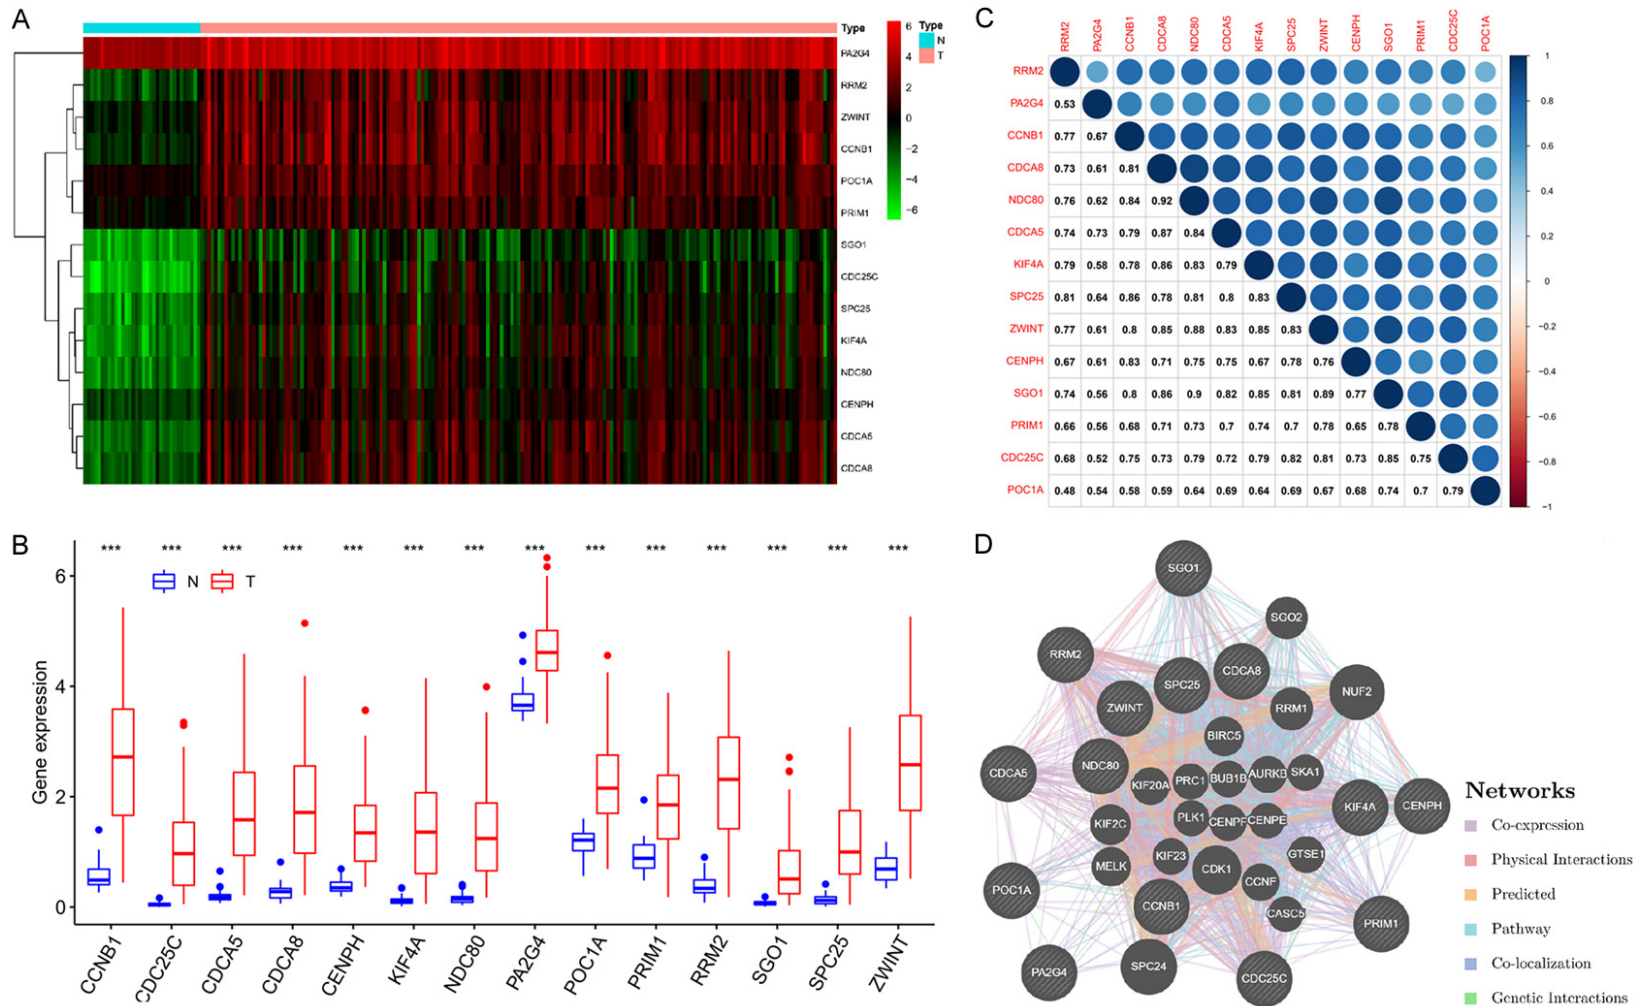 A
Type
PA2G4
RRM2
ZWINT
CCNB1
POC1A
PRIM1
SGO1
CDC25C
SPC25
KIF4A
NDC80
CENPH
CDCA5
CDCA8
6
4
2
0
−2
−4
−6
Type
N
T
B
Gene expression
*** *** *** *** *** *** *** *** *** *** *** *** *** ***
N T
6
4
2
0
CCNB1 CDC25C CDCA5 CDCA8 CENPH KIF4A NDC80 PA2G4 POC1A PRIM1 RRM2 SGO1 SPC25 ZWINT
C
RRM2 PA2G4 CCNB1 CDCA8 NDC80 CDCA5 KIF4A SPC25 ZWINT CENPH SGO1 PRIM1 CDC25C POC1A
RRM2
PA2G4 0.53
CCNB1 0.77 0.67
CDCA8 0.73 0.61 0.81
NDC80 0.76 0.62 0.84 0.92
CDCA5 0.74 0.73 0.79 0.87 0.84
KIF4A 0.79 0.58 0.78 0.86 0.83 0.79
SPC25 0.81 0.64 0.86 0.78 0.81 0.8 0.83
ZWINT 0.77 0.61 0.8 0.85 0.88 0.83 0.85 0.83
CENPH 0.67 0.61 0.83 0.71 0.75 0.75 0.67 0.78 0.76
SGO1 0.74 0.56 0.8 0.86 0.9 0.82 0.85 0.81 0.89 0.77
PRIM1 0.66 0.56 0.68 0.71 0.73 0.7 0.74 0.7 0.78 0.65 0.78
CDC25C 0.68 0.52 0.75 0.73 0.79 0.72 0.79 0.82 0.81 0.73 0.85 0.75
POC1A 0.48 0.54 0.58 0.59 0.64 0.69 0.64 0.69 0.67 0.68 0.74 0.7 0.79
1
0.8
0.6
0.4
0.2
0
−0.2
−0.4
−0.6
−0.8
−1
D
SGO1
SGO2
RRM2
CDCA8
SPC25
NUF2
ZWINT
RRM1
BIRC5
NDC80
CDCA5
KIF20A
PRC1
BUB1B
AURKB
SKA1
KIF4A
CENPH
KIF2C
PLK1
CENPF
CENPE
MELK
KIF23
CDK1
GTSE1
POC1A
CCNF
CCNB1
CASC5
PRIM1
PA2G4
SPC24
CDC25C
Networks
Co-expression
Physical Interactions
Predicted
Pathway
Co-localization
Genetic Interactions